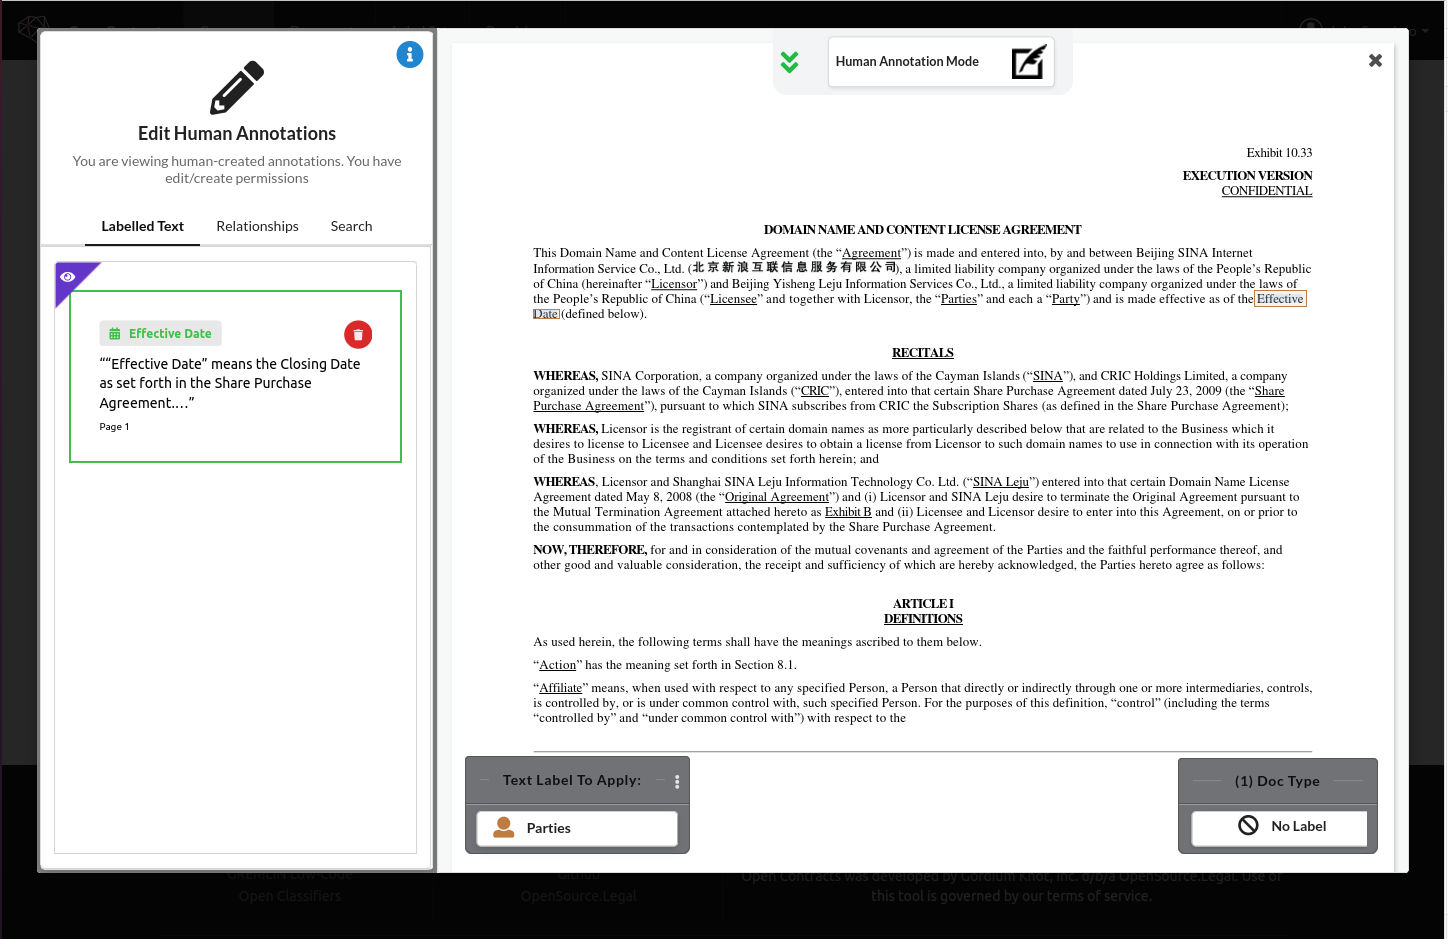 Edit Human Annotations
You are viewing human-created annotations. You have
edit/create permissions
Labelled Text
Relationships
Search
Effective Date
““Effective Date” means the Closing Date
as set forth in the Share Purchase
Agreement.…”
Page 1
Human Annotation Mode
Exhibit 10.33
EXECUTION VERSION
CONFIDENTIAL
DOMAIN NAME AND CONTENT LICENSE AGREEMENT
This Domain Name and Content License Agreement (the “Agreement”) is made and entered into, by and between Beijing SINA Internet
Information Service Co., Ltd. (北京新浪互联信息服务有限公司), a limited liability company organized under the laws of the People’s Republic
of China (hereinafter “Licensor”) and Beijing Yisheng Leju Information Services Co., Ltd., a limited liability company organized under the laws of
the People’s Republic of China (“Licensee” and together with Licensor, the “Parties” and each a “Party”) and is made effective as of the Effective
Date (defined below).
RECITALS
WHEREAS, SINA Corporation, a company organized under the laws of the Cayman Islands (“SINA”), and CRIC Holdings Limited, a company
organized under the laws of the Cayman Islands (“CRIC”), entered into that certain Share Purchase Agreement dated July 23, 2009 (the “Share
Purchase Agreement”), pursuant to which SINA subscribes from CRIC the Subscription Shares (as defined in the Share Purchase Agreement);
WHEREAS, Licensor is the registrant of certain domain names as more particularly described below that are related to the Business which it
desires to license to Licensee and Licensee desires to obtain a license from Licensor to such domain names to use in connection with its operation
of the Business on the terms and conditions set forth herein; and
WHEREAS, Licensor and Shanghai SINA Leju Information Technology Co. Ltd. (“SINA Leju”) entered into that certain Domain Name License
Agreement dated May 8, 2008 (the “Original Agreement”) and (i) Licensor and SINA Leju desire to terminate the Original Agreement pursuant to
the Mutual Termination Agreement attached hereto as Exhibit B and (ii) Licensee and Licensor desire to enter into this Agreement, on or prior to
the consummation of the transactions contemplated by the Share Purchase Agreement.
NOW, THEREFORE, for and in consideration of the mutual covenants and agreement of the Parties and the faithful performance thereof, and
other good and valuable consideration, the receipt and sufficiency of which are hereby acknowledged, the Parties hereto agree as follows:
ARTICLE I
DEFINITIONS
As used herein, the following terms shall have the meanings ascribed to them below.
“Action” has the meaning set forth in Section 8.1.
“Affiliate” means, when used with respect to any specified Person, a Person that directly or indirectly through one or more intermediaries, controls,
is controlled by, or is under common control with, such specified Person. For the purposes of this definition, “control” (including the terms
“controlled by” and “under common control with”) with respect to the
Text Label To Apply:
Parties
(1) Doc Type
No Label
GREMLIN Low-Code
Open Classifiers
Github
OpenSource.Legal
Open Contracts was developed by Gordium Knot, Inc. d/b/a OpenSource.Legal. Use of
this tool is governed by our terms of service.